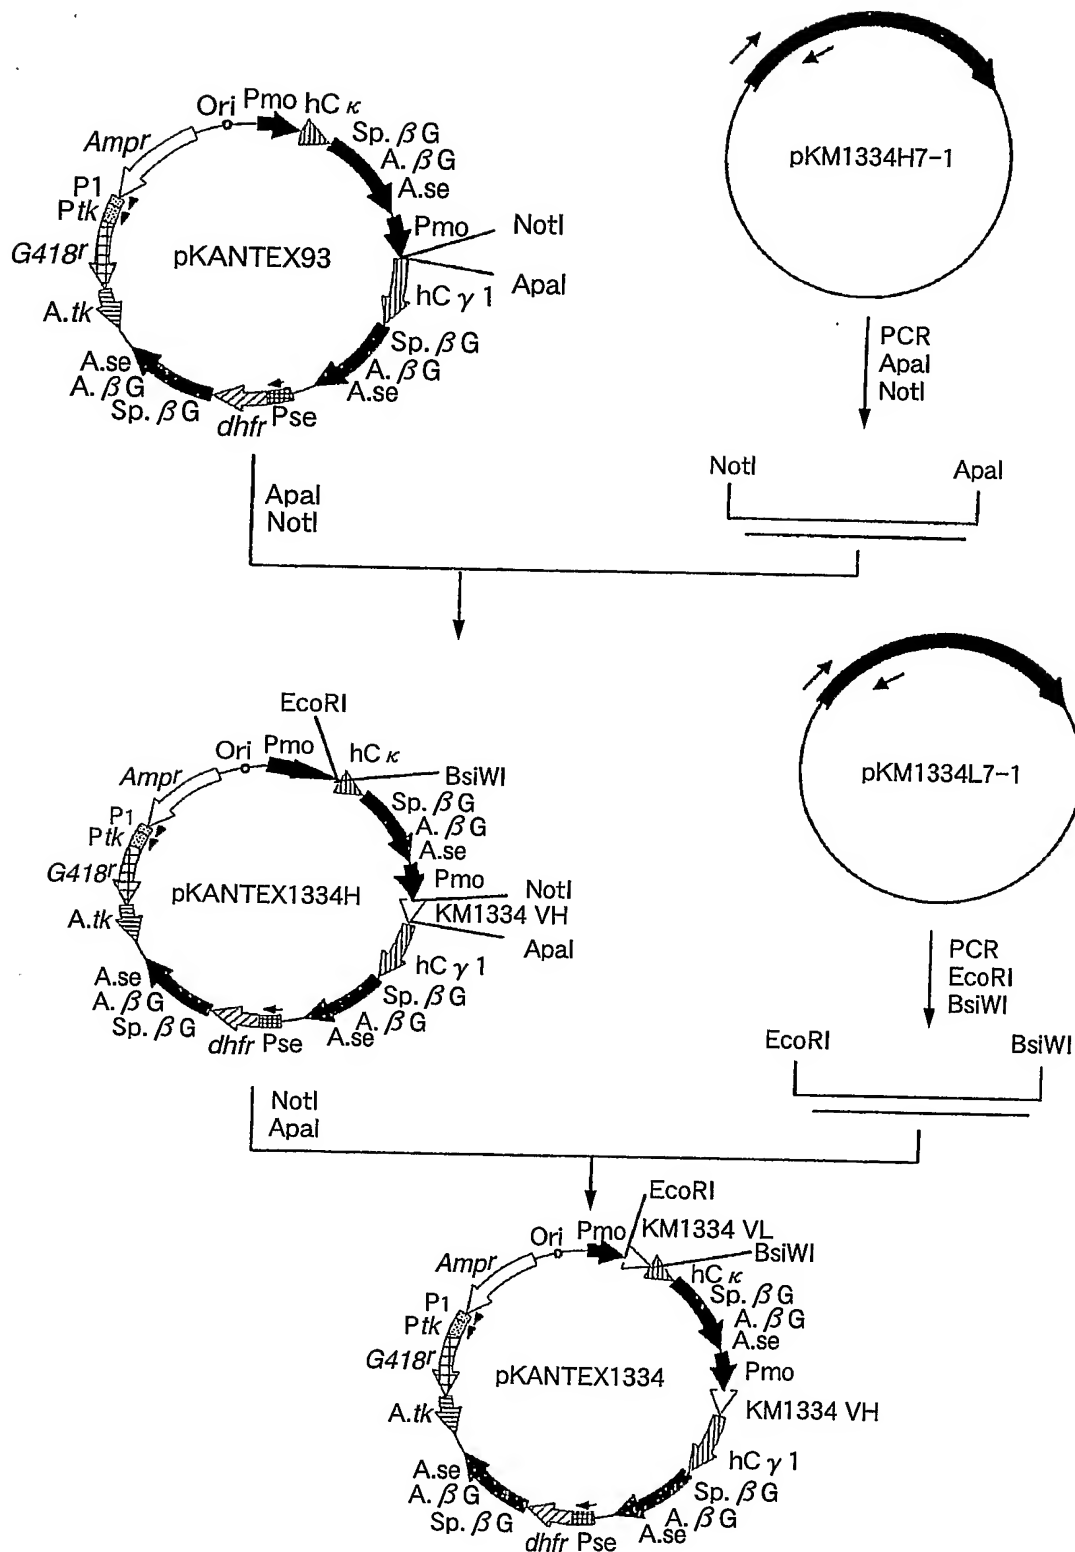 Ori
Pmo
hCκ
Sp.βG
A.βG
A.se
Pmo
NotI
ApaI
hCγ1
Sp.βG
A.βG
A.se
Pse
dhfr
Sp.βG
A.βG
A.se
A.tk
G418r
Ptk
P1
Ampr
pKANTEX93
pKM1334H7-1
PCR
ApaI
NotI
NotI
ApaI
ApaI
NotI
EcoRI
Ori
Pmo
hCκ
BsiWI
Sp.βG
A.βG
A.se
Pmo
NotI
KM1334 VH
ApaI
hCγ1
Sp.βG
A.βG
A.se
Pse
dhfr
Sp.βG
A.βG
A.se
A.tk
G418r
Ptk
P1
Ampr
pKANTEX1334H
pKM1334L7-1
PCR
EcoRI
BsiWI
EcoRI
BsiWI
NotI
ApaI
EcoRI
Ori
Pmo
KM1334 VL
BsiWI
hCκ
Sp.βG
A.βG
A.se
Pmo
KM1334 VH
hCγ1
Sp.βG
A.βG
A.se
Pse
dhfr
Sp.βG
A.βG
A.se
A.tk
G418r
Ptk
P1
Ampr
pKANTEX1334